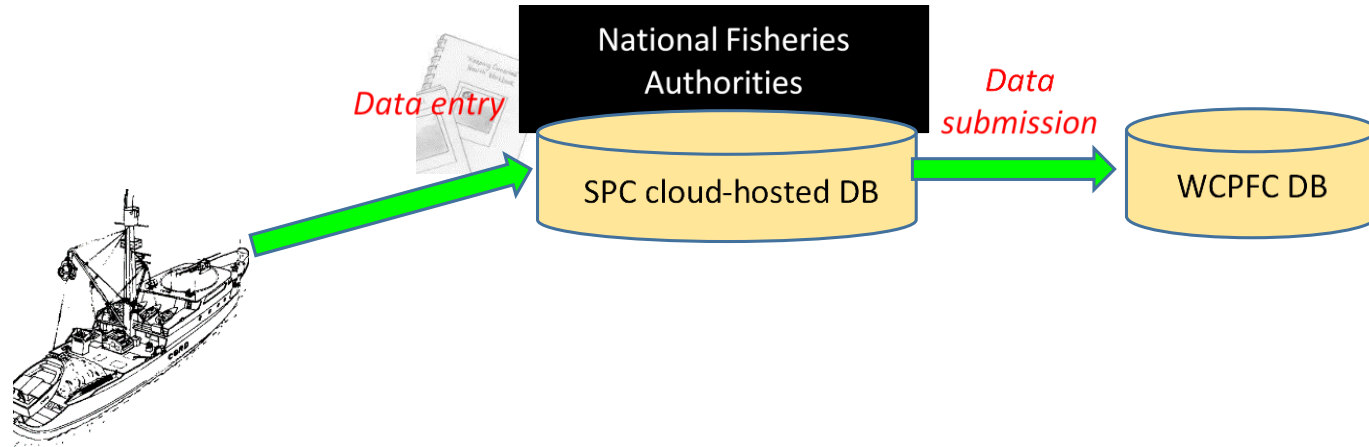 National Fisheries
Authorities
Data entry
Data
submission
SPC cloud-hosted DB
WCPFC DB